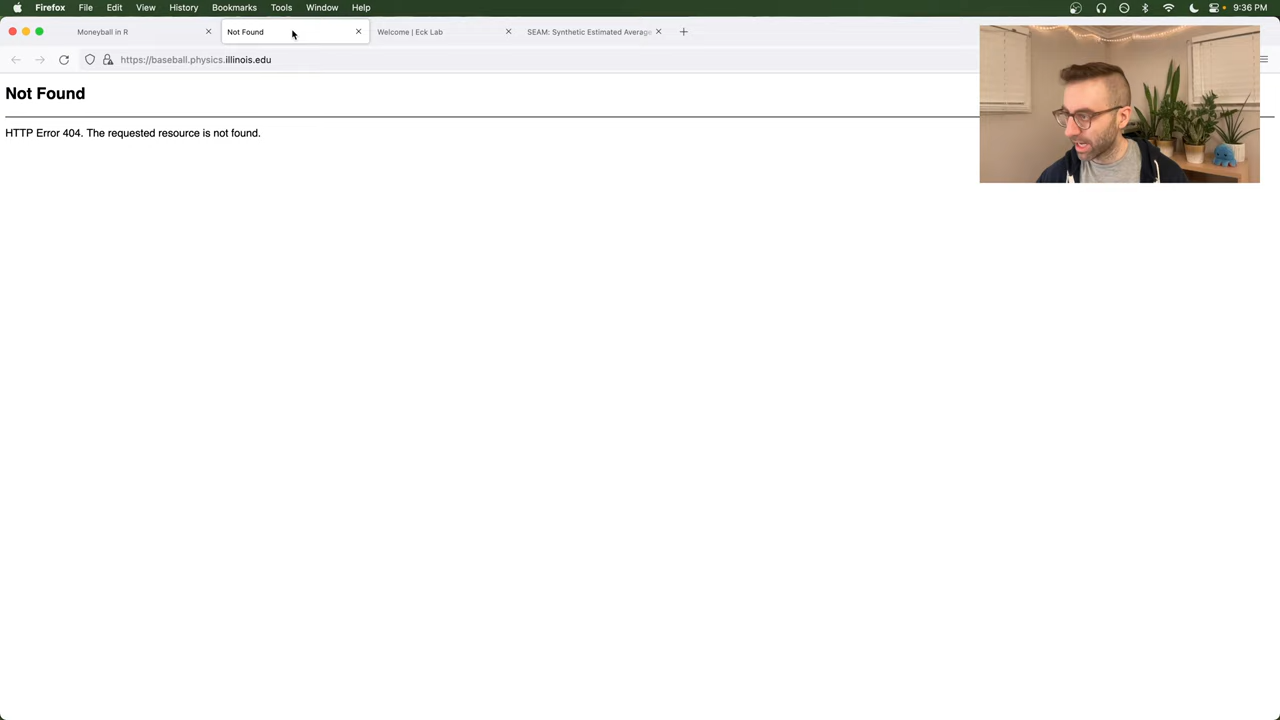 Firefox File Edit View History Bookmarks Tools Window Help 9:36 PM
Moneyball in R Not Found Welcome | Eck Lab SEAM: Synthetic Estimated Average
https://baseball.physics.illinois.edu
Not Found
HTTP Error 404. The requested resource is not found.